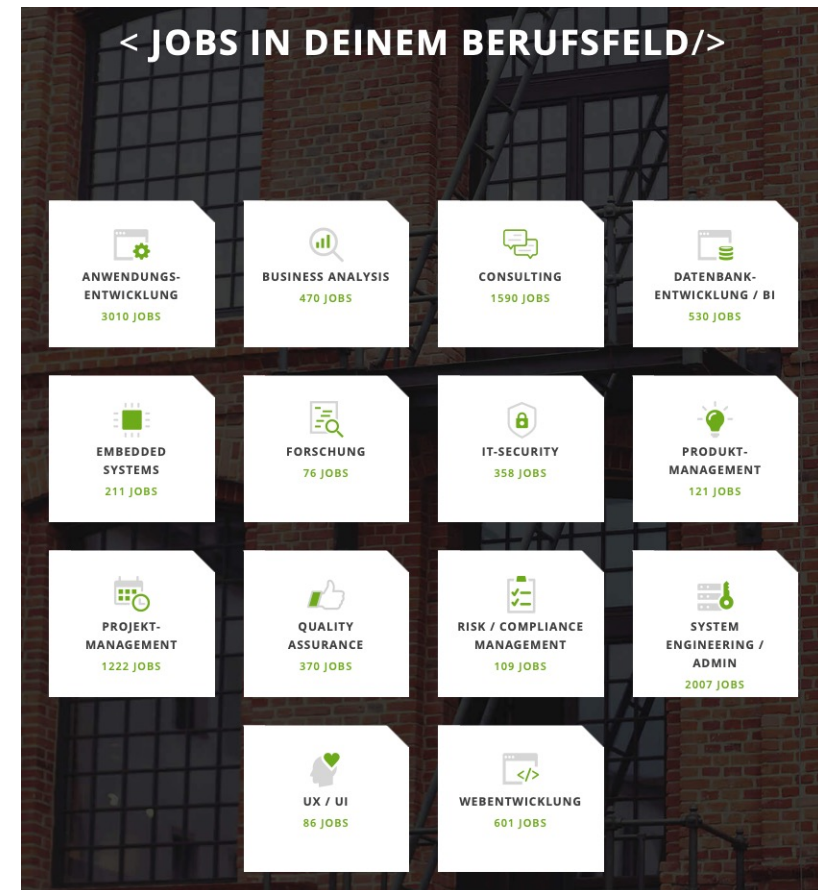 < JOBS IN DEINEM BERUFSFELD/>
ANWENDUNGS-
ENTWICKLUNG
3010 JOBS
BUSINESS ANALYSIS
470 JOBS
CONSULTING
1590 JOBS
DATENBANK-
ENTWICKLUNG / BI
530 JOBS
EMBEDDED
SYSTEMS
211 JOBS
FORSCHUNG
76 JOBS
IT-SECURITY
358 JOBS
PRODUKT-
MANAGEMENT
121 JOBS
PROJEKT-
MANAGEMENT
1222 JOBS
QUALITY
ASSURANCE
370 JOBS
RISK / COMPLIANCE
MANAGEMENT
109 JOBS
SYSTEM
ENGINEERING /
ADMIN
2007 JOBS
UX / UI
86 JOBS
</>
WEBENTWICKLUNG
601 JOBS